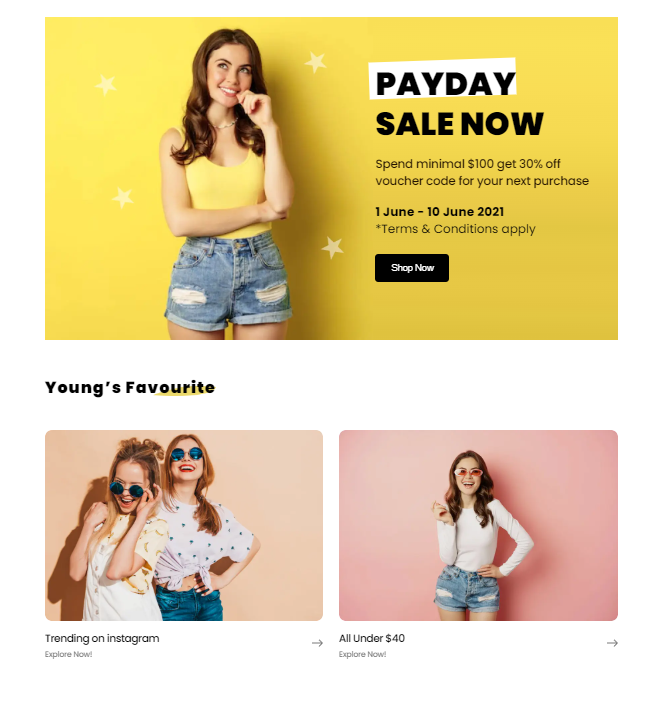 PAYDAY
SALE NOW
Spend minimal $100 get 30% off
voucher code for your next purchase
1 June - 10 June 2021
*Terms & Conditions apply
Shop Now
Young’s Favourite
Trending on instagram
Explore Now!
All Under $40
Explore Now!